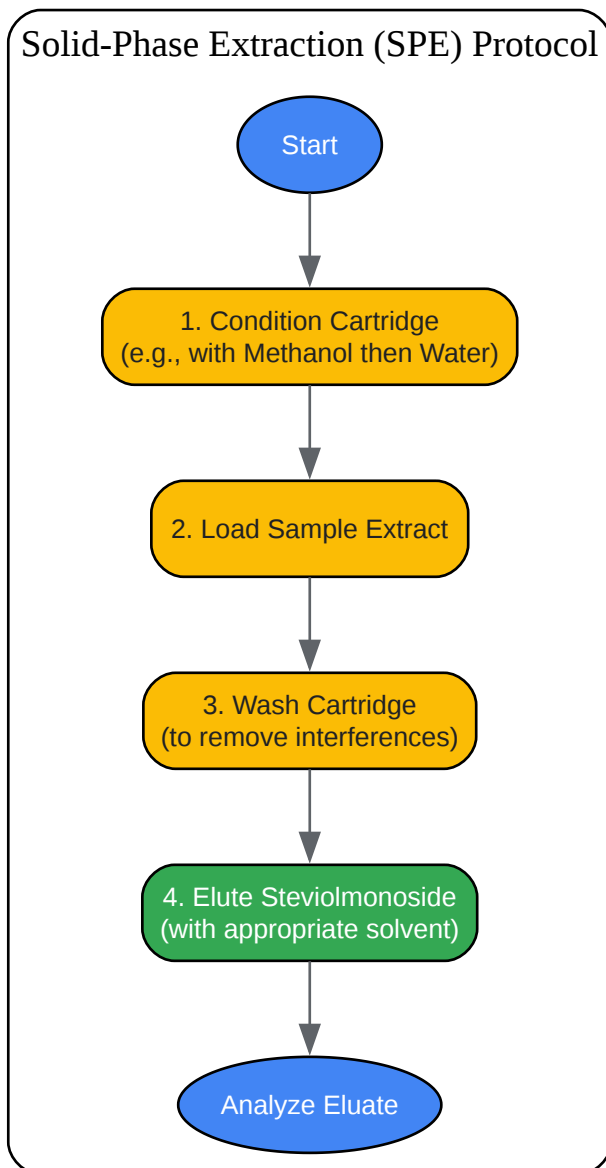 Solid-Phase Extraction (SPE) Protocol
Start
1. Condition Cartridge
(e.g., with Methanol then Water)
2. Load Sample Extract
3. Wash Cartridge
(to remove interferences)
4. Elute Steviolmonoside
(with appropriate solvent)
Analyze Eluate